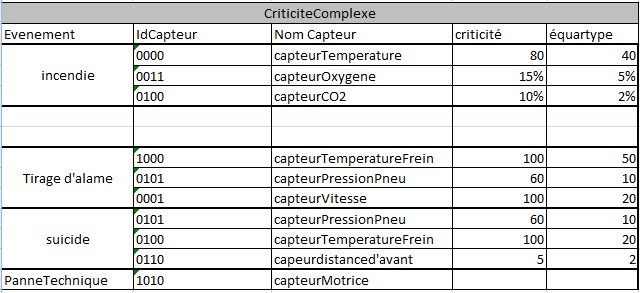 CriticiteComplexe
Evenement IdCapteur Nom Capteur criticité équartype
incendie 0000 capteurTemperature 80 40
0011 capteurOxygene 15% 5%
0100 capteurCO2 10% 2%
Tirage d'alame 1000 capteurTemperatureFrein 100 50
0101 capteurPressionPneu 60 10
0001 capteurVitesse 100 20
suicide 0101 capteurPressionPneu 60 10
0100 capteurTemperatureFrein 100 20
0110 capeurdistanced'avant 5 2
PanneTechnique 1010 capteurMotrice